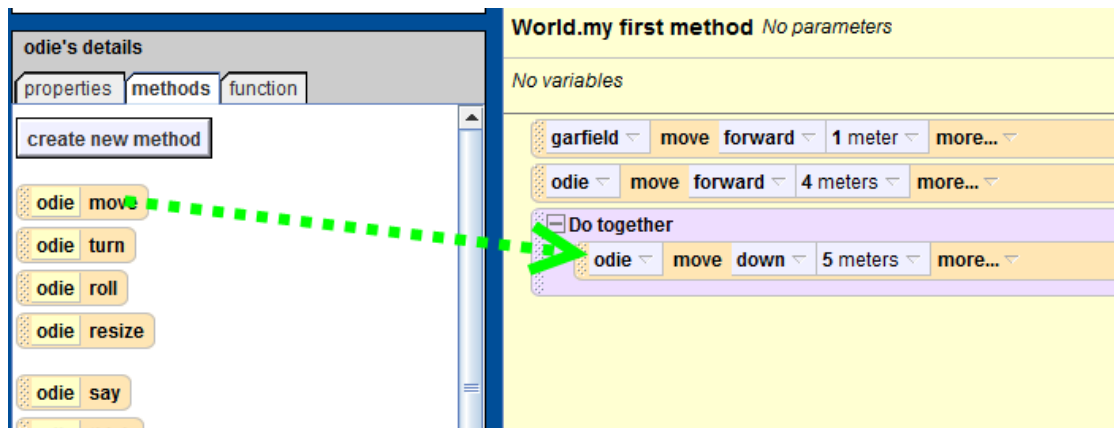 odie's details
properties methods function
create new method
odie move
odie turn
odie roll
odie resize
odie say
World.my first method No parameters
No variables
garfield move forward 1 meter more...
odie move forward 4 meters more...
Do together
odie move down 5 meters more...